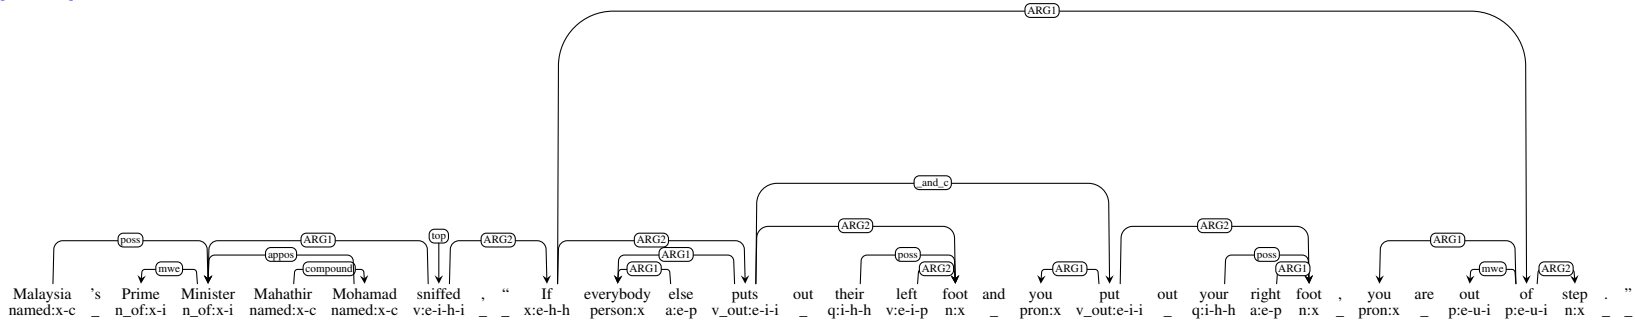 ARG1
_and_c
poss ARG1 top ARG2 ARG2 ARG2 ARG2 ARG1
appos ARG1 poss poss
mwe compound ARG1 ARG2 ARG1 ARG1 mwe ARG2
Malaysia 's Prime Minister Mahathir Mohamad sniffed , “ If everybody else puts out their left foot and you put out your right foot , you are out of step . ”
named:x-c _ n_of:x-i n_of:x-i named:x-c named:x-c v:e-i-h-i _ _ x:e-h-h person:x a:e-p v_out:e-i-i _ q:i-h-h v:e-i-p n:x _ pron:x v_out:e-i-i _ q:i-h-h a:e-p n:x _ pron:x _ p:e-u-i p:e-u-i n:x _ _